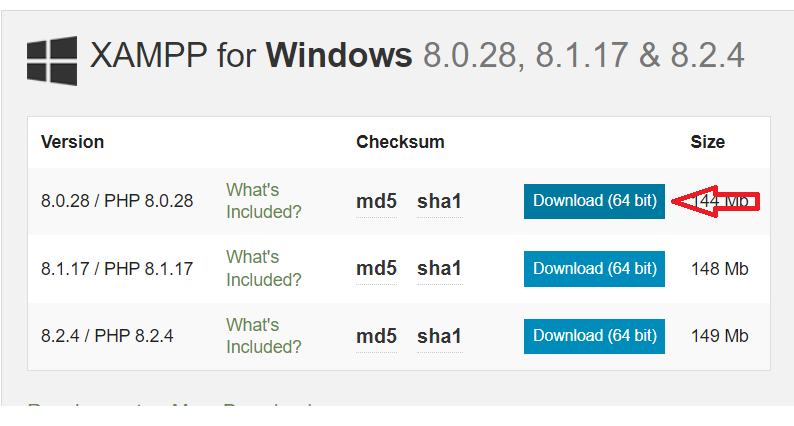 XAMPP for Windows 8.0.28, 8.1.17 & 8.2.4
Version Checksum Size
8.0.28 / PHP 8.0.28 What's Included? md5 sha1 Download (64 bit) 144 Mb
8.1.17 / PHP 8.1.17 What's Included? md5 sha1 Download (64 bit) 148 Mb
8.2.4 / PHP 8.2.4 What's Included? md5 sha1 Download (64 bit) 149 Mb